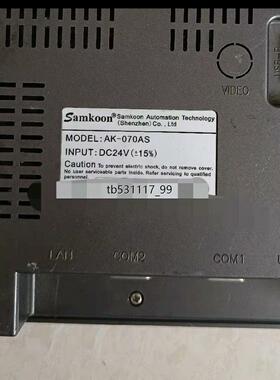 USB-F
VIDEO
Samkoon® Samkoon Automation Technology
(Shenzhen) Co., Ltd
MODEL:AK-070AS
INPUT:DC24V(±15%)
Caution To prevent electric shock, do not remove cover.
No user serviceable parts inside. Refer servicing to qualified
tb531117_99
LAN
COM2
COM1
U